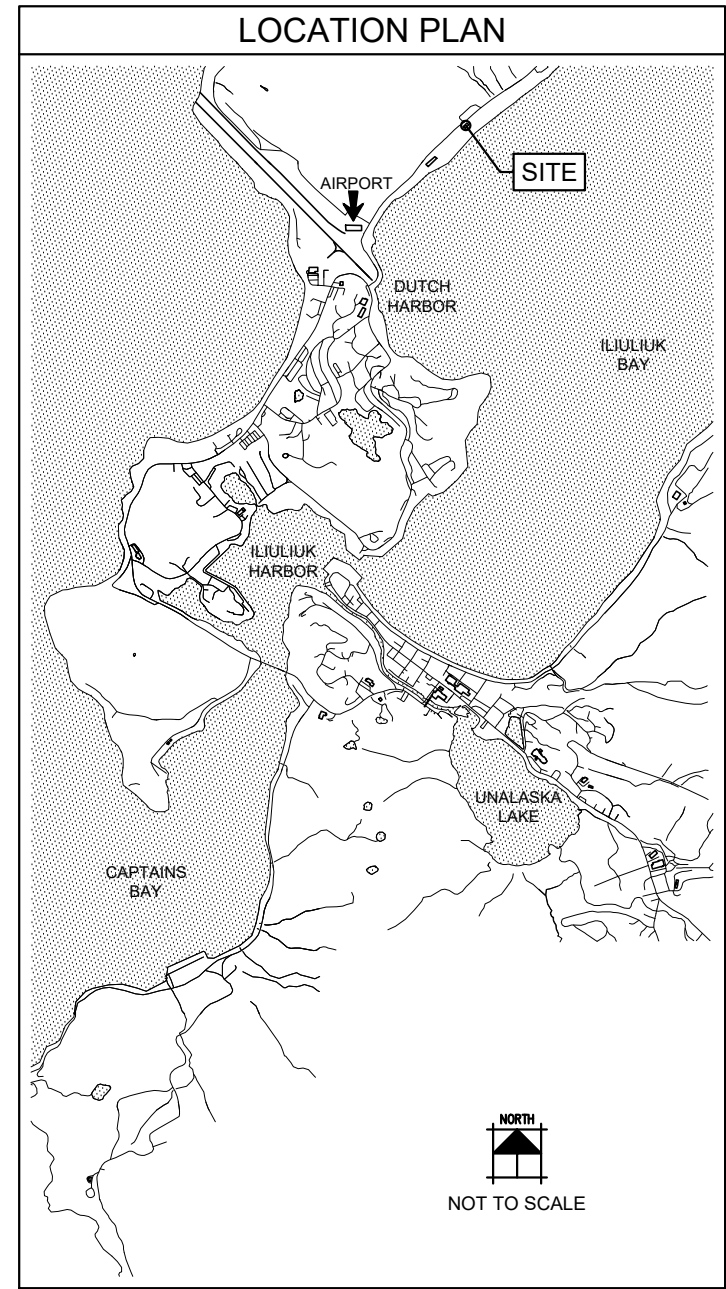 LOCATION PLAN
SITE
AIRPORT
DUTCH
HARBOR
ILIULIUK
BAY
ILIULIUK
HARBOR
UNALASKA
LAKE
CAPTAINS
BAY
NORTH
NOT TO SCALE